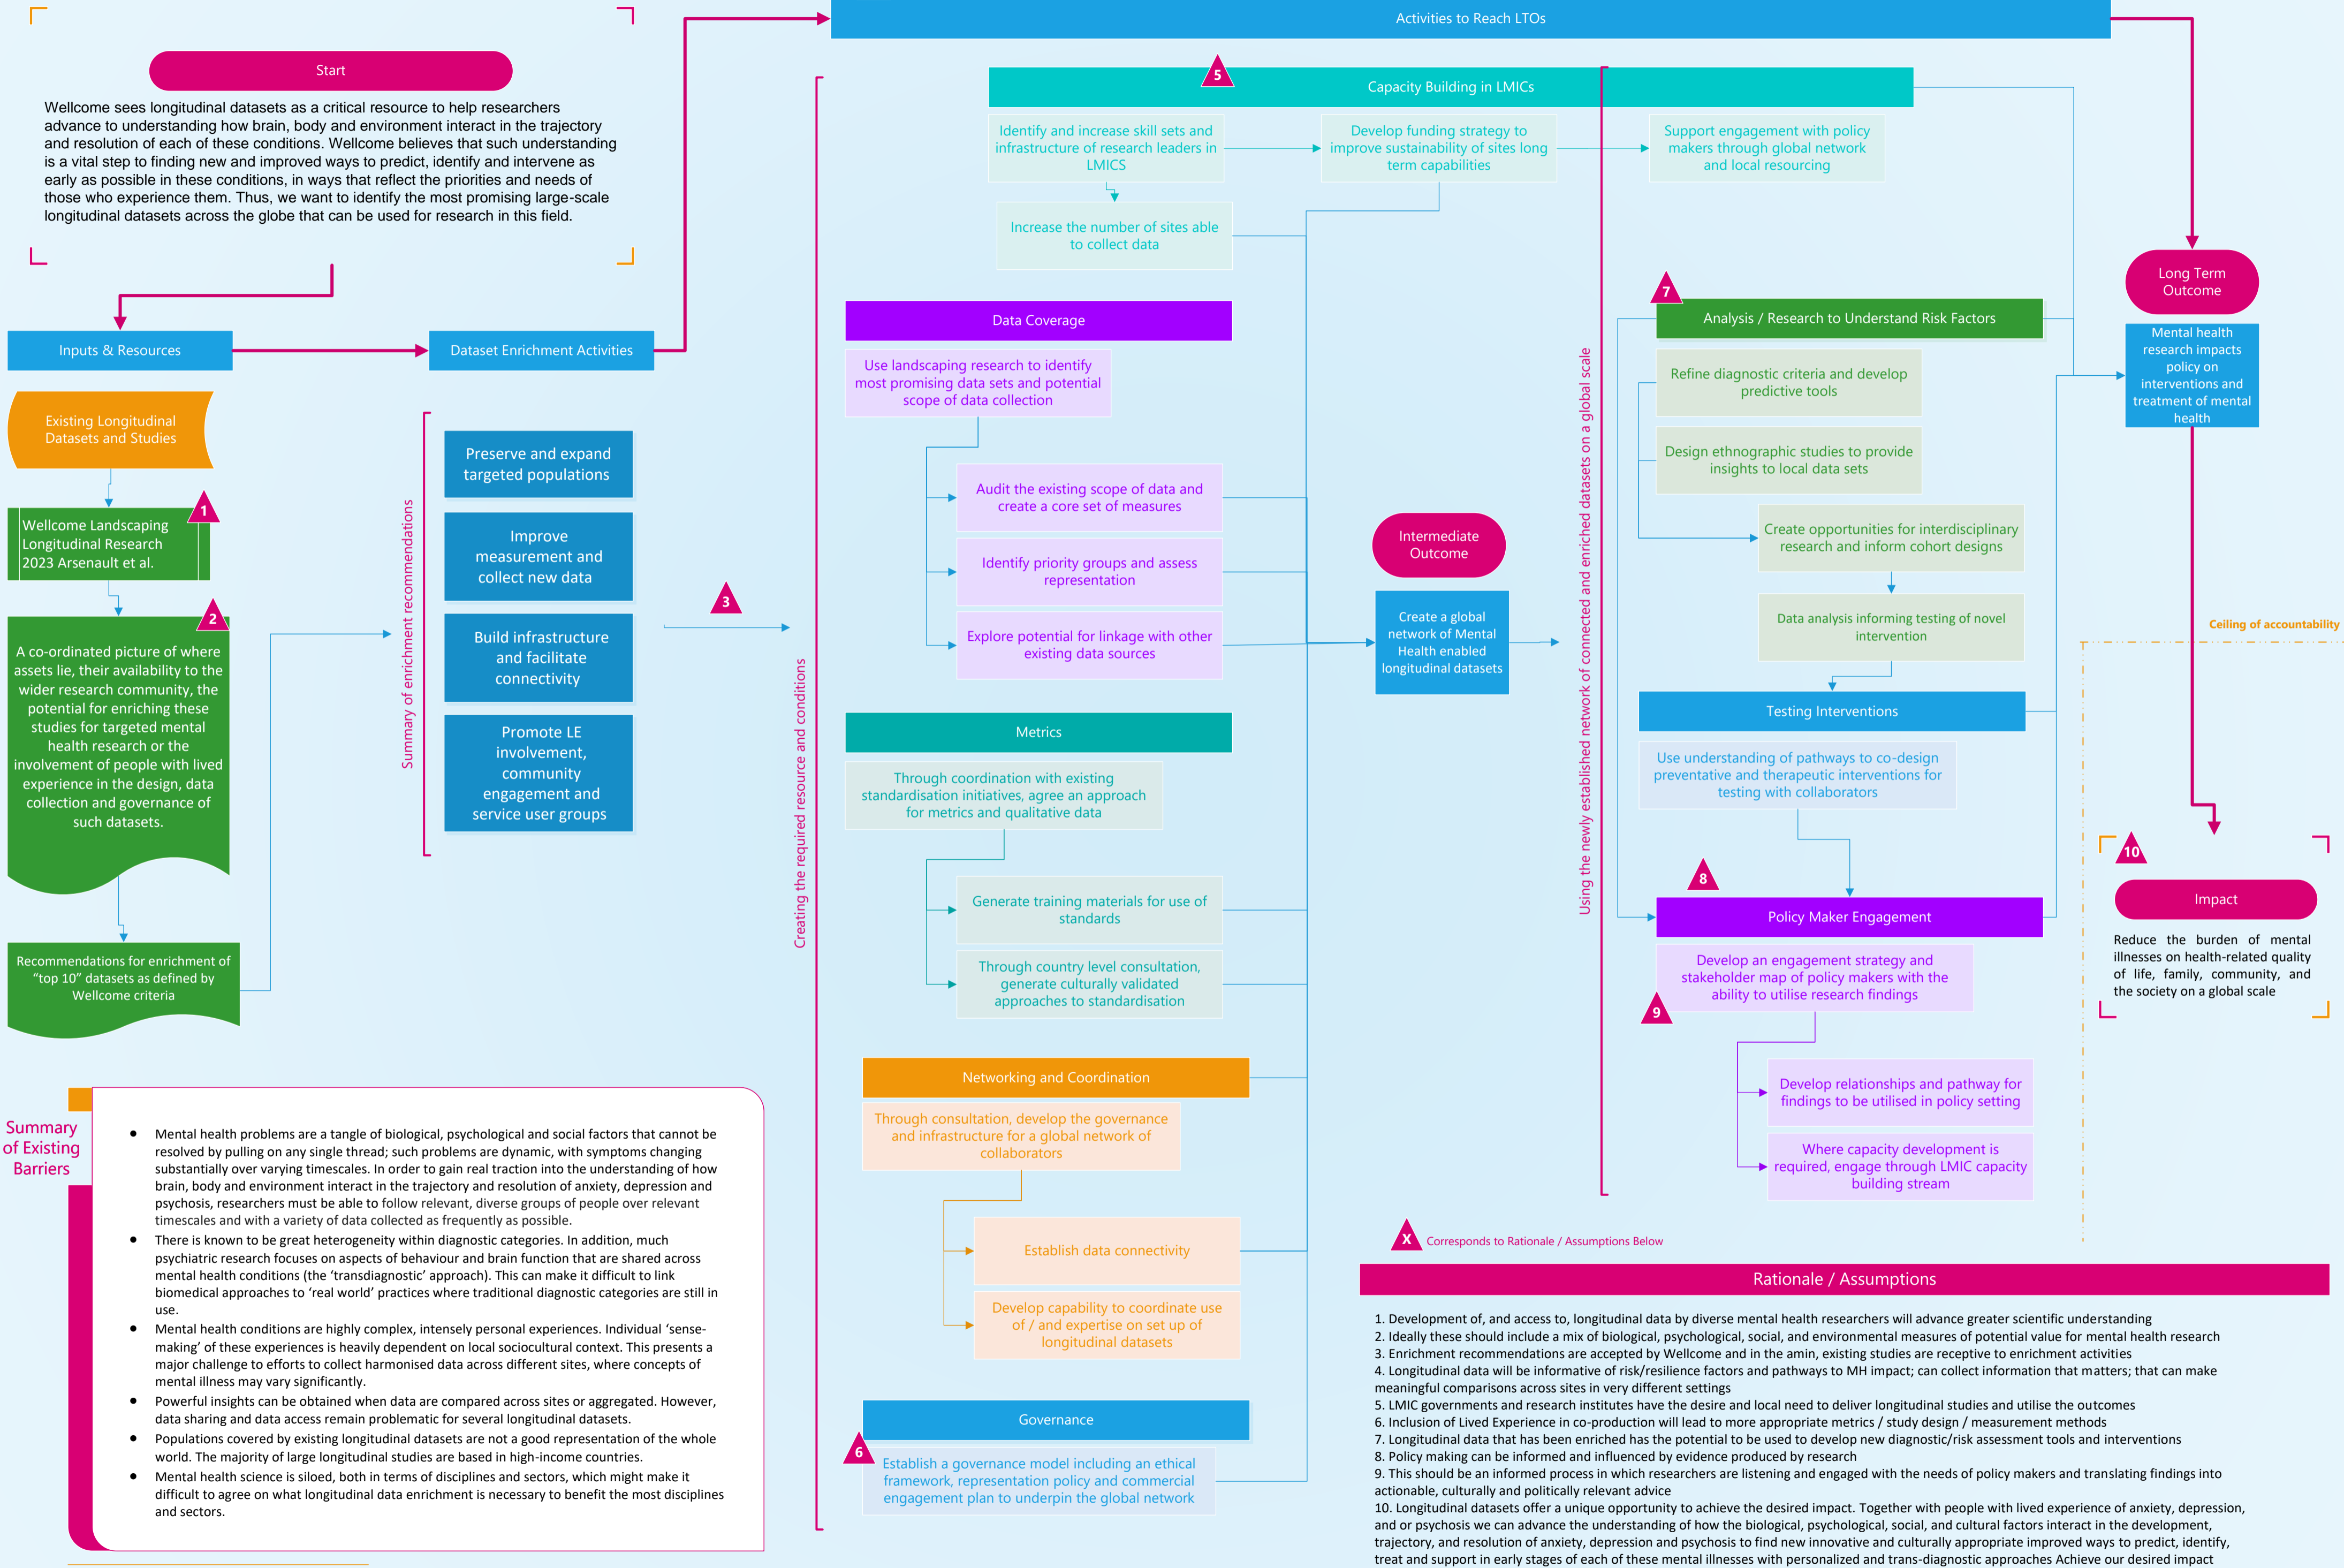 Start
Wellcome sees longitudinal datasets as a critical resource to help researchers
advance to understanding how brain, body and environment interact in the trajectory
and resolution of each of these conditions. Wellcome believes that such understanding
is a vital step to finding new and improved ways to predict, identify and intervene as
early as possible in these conditions, in ways that reflect the priorities and needs of
those who experience them. Thus, we want to identify the most promising large-scale
longitudinal datasets across the globe that can be used for research in this field.
Inputs & Resources
Existing Longitudinal
Datasets and Studies
1
Wellcome Landscaping
Longitudinal Research
2023 Arsenault et al.
2
A co-ordinated picture of where
assets lie, their availability to the
wider research community, the
potential for enriching these
studies for targeted mental
health research or the
involvement of people with lived
experience in the design, data
collection and governance of
such datasets.
Recommendations for enrichment of
“top 10” datasets as defined by
Wellcome criteria
Dataset Enrichment Activities
Summary of enrichment recommendations
Preserve and expand
targeted populations
Improve
measurement and
collect new data
Build infrastructure
and facilitate
connectivity
Promote LE
involvement,
community
engagement and
service user groups
3
Summary
of Existing
Barriers
● Mental health problems are a tangle of biological, psychological and social factors that cannot be
resolved by pulling on any single thread; such problems are dynamic, with symptoms changing
substantially over varying timescales. In order to gain real traction into the understanding of how
brain, body and environment interact in the trajectory and resolution of anxiety, depression and
psychosis, researchers must be able to follow relevant, diverse groups of people over relevant
timescales and with a variety of data collected as frequently as possible.
● There is known to be great heterogeneity within diagnostic categories. In addition, much
psychiatric research focuses on aspects of behaviour and brain function that are shared across
mental health conditions (the ‘transdiagnostic’ approach). This can make it difficult to link
biomedical approaches to ‘real world’ practices where traditional diagnostic categories are still in
use.
● Mental health conditions are highly complex, intensely personal experiences. Individual ‘sense-
making’ of these experiences is heavily dependent on local sociocultural context. This presents a
major challenge to efforts to collect harmonised data across different sites, where concepts of
mental illness may vary significantly.
● Powerful insights can be obtained when data are compared across sites or aggregated. However,
data sharing and data access remain problematic for several longitudinal datasets.
● Populations covered by existing longitudinal datasets are not a good representation of the whole
world. The majority of large longitudinal studies are based in high-income countries.
● Mental health science is siloed, both in terms of disciplines and sectors, which might make it
difficult to agree on what longitudinal data enrichment is necessary to benefit the most disciplines
and sectors.
Activities to Reach LTOs
Creating the required resource and conditions
5
Capacity Building in LMICs
Identify and increase skill sets and
infrastructure of research leaders in
LMICS
Develop funding strategy to
improve sustainability of sites long
term capabilities
Support engagement with policy
makers through global network
and local resourcing
Increase the number of sites able
to collect data
Data Coverage
Use landscaping research to identify
most promising data sets and potential
scope of data collection
Audit the existing scope of data and
create a core set of measures
Identify priority groups and assess
representation
Explore potential for linkage with other
existing data sources
Metrics
Through coordination with existing
standardisation initiatives, agree an approach
for metrics and qualitative data
Generate training materials for use of
standards
Through country level consultation,
generate culturally validated
approaches to standardisation
Networking and Coordination
Through consultation, develop the governance
and infrastructure for a global network of
collaborators
Establish data connectivity
Develop capability to coordinate use
of / and expertise on set up of
longitudinal datasets
Governance
6
Establish a governance model including an ethical
framework, representation policy and commercial
engagement plan to underpin the global network
Intermediate
Outcome
Create a global
network of Mental
Health enabled
longitudinal datasets
Using the newly established network of connected and enriched datasets on a global scale
7
Analysis / Research to Understand Risk Factors
Refine diagnostic criteria and develop
predictive tools
Design ethnographic studies to provide
insights to local data sets
Create opportunities for interdisciplinary
research and inform cohort designs
Data analysis informing testing of novel
intervention
Testing Interventions
Use understanding of pathways to co-design
preventative and therapeutic interventions for
testing with collaborators
8
Policy Maker Engagement
Develop an engagement strategy and
stakeholder map of policy makers with the
ability to utilise research findings
9
Develop relationships and pathway for
findings to be utilised in policy setting
Where capacity development is
required, engage through LMIC capacity
building stream
Long Term
Outcome
Mental health
research impacts
policy on
interventions and
treatment of mental
health
Ceiling of accountability
10
Impact
Reduce the burden of mental
illnesses on health-related quality
of life, family, community, and
the society on a global scale
X Corresponds to Rationale / Assumptions Below
Rationale / Assumptions
1. Development of, and access to, longitudinal data by diverse mental health researchers will advance greater scientific understanding
2. Ideally these should include a mix of biological, psychological, social, and environmental measures of potential value for mental health research
3. Enrichment recommendations are accepted by Wellcome and in the amin, existing studies are receptive to enrichment activities
4. Longitudinal data will be informative of risk/resilience factors and pathways to MH impact; can collect information that matters; that can make
meaningful comparisons across sites in very different settings
5. LMIC governments and research institutes have the desire and local need to deliver longitudinal studies and utilise the outcomes
6. Inclusion of Lived Experience in co-production will lead to more appropriate metrics / study design / measurement methods
7. Longitudinal data that has been enriched has the potential to be used to develop new diagnostic/risk assessment tools and interventions
8. Policy making can be informed and influenced by evidence produced by research
9. This should be an informed process in which researchers are listening and engaged with the needs of policy makers and translating findings into
actionable, culturally and politically relevant advice
10. Longitudinal datasets offer a unique opportunity to achieve the desired impact. Together with people with lived experience of anxiety, depression,
and or psychosis we can advance the understanding of how the biological, psychological, social, and cultural factors interact in the development,
trajectory, and resolution of anxiety, depression and psychosis to find new innovative and culturally appropriate improved ways to predict, identify,
treat and support in early stages of each of these mental illnesses with personalized and trans-diagnostic approaches Achieve our desired impact